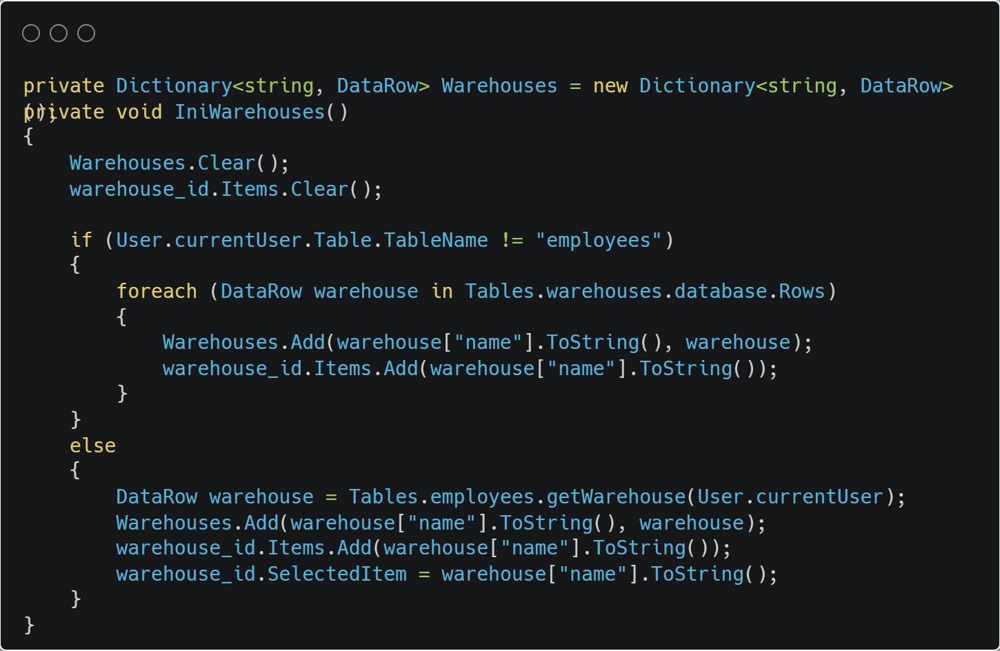 private Dictionary<string, DataRow> Warehouses = new Dictionary<string, DataRow>
();
private void IniWarehouses()
{
    Warehouses.Clear();
    warehouse_id.Items.Clear();

    if (User.currentUser.Table.TableName != "employees")
    {
        foreach (DataRow warehouse in Tables.warehouses.database.Rows)
        {
            Warehouses.Add(warehouse["name"].ToString(), warehouse);
            warehouse_id.Items.Add(warehouse["name"].ToString());
        }
    }
    else
    {
        DataRow warehouse = Tables.employees.getWarehouse(User.currentUser);
        Warehouses.Add(warehouse["name"].ToString(), warehouse);
        warehouse_id.Items.Add(warehouse["name"].ToString());
        warehouse_id.SelectedItem = warehouse["name"].ToString();
    }
}